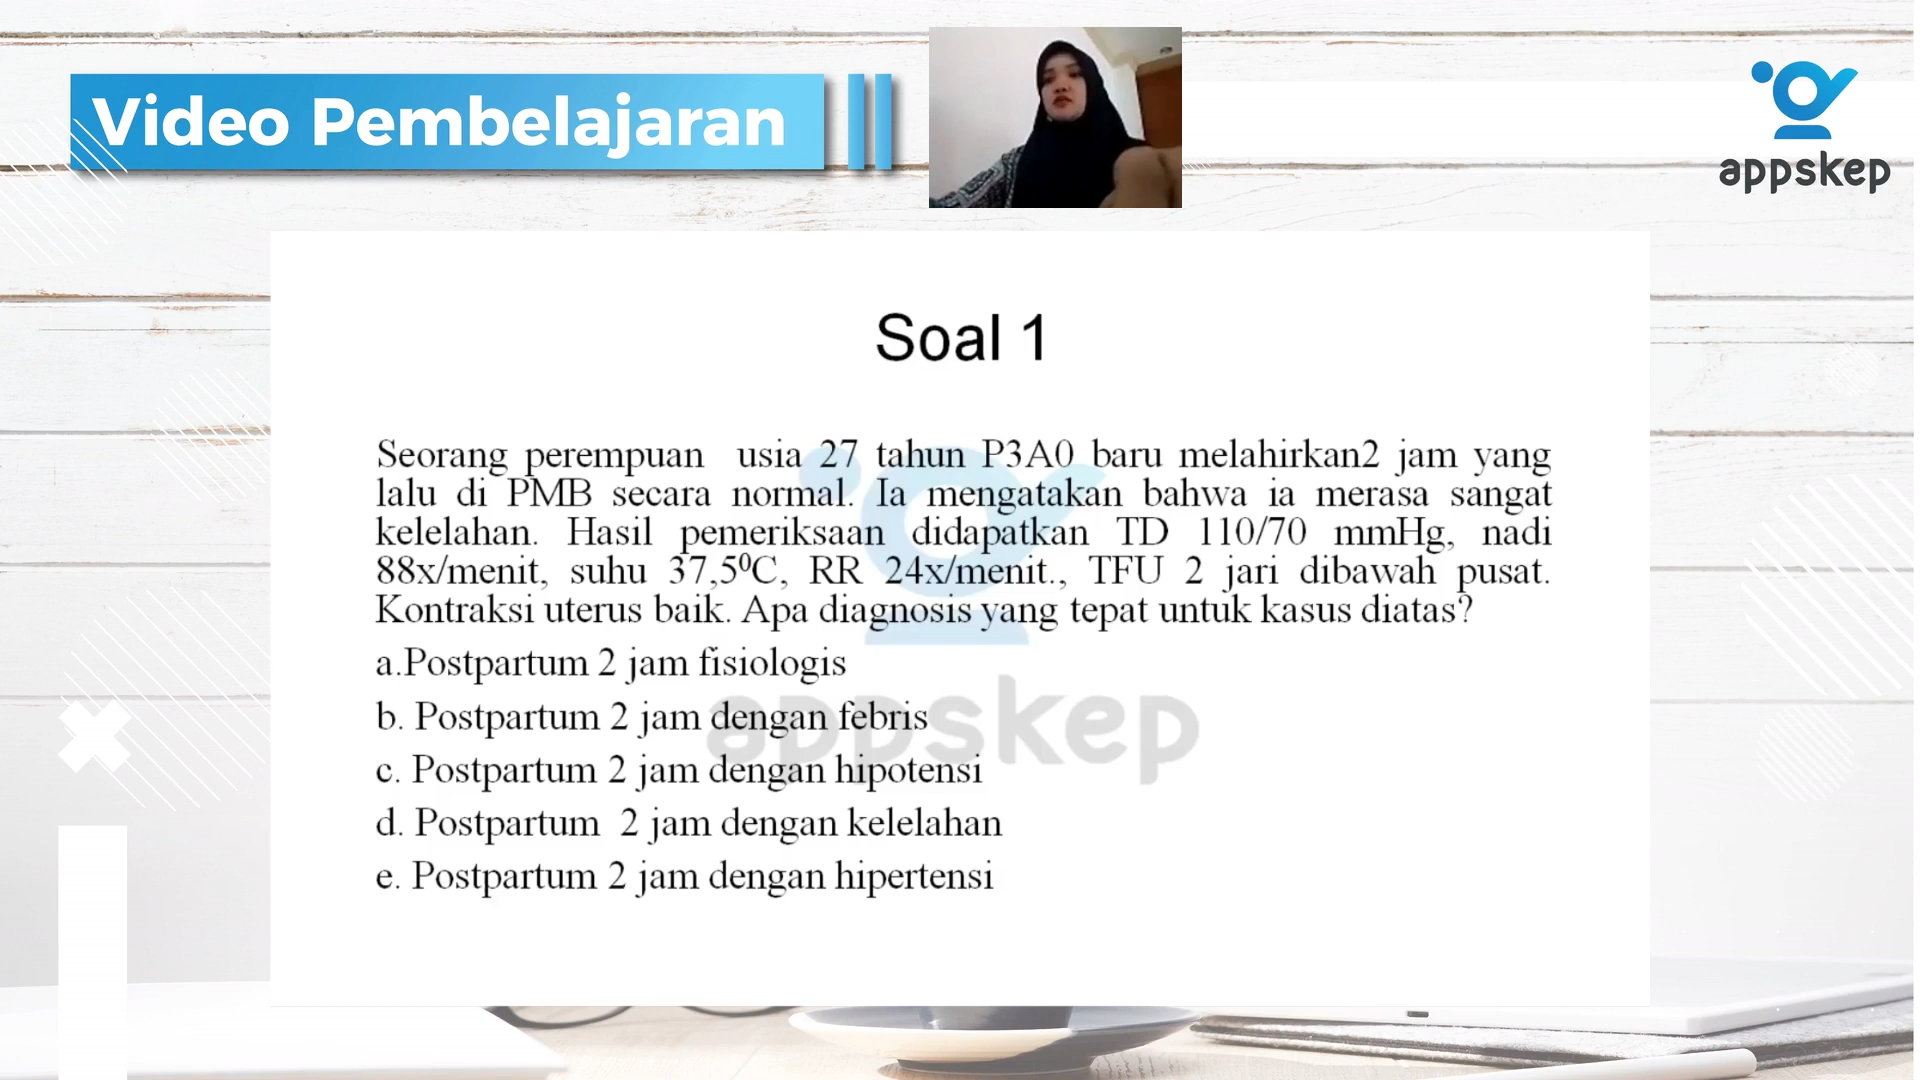 Video Pembelajaran
appskep
Soal 1
Seorang perempuan usia 27 tahun P3A0 baru melahirkan2 jam yang
lalu di PMB secara normal. Ia mengatakan bahwa ia merasa sangat
kelelahan. Hasil pemeriksaan didapatkan TD 110/70 mmHg, nadi
88x/menit, suhu 37,5⁰C, RR 24x/menit., TFU 2 jari dibawah pusat.
Kontraksi uterus baik. Apa diagnosis yang tepat untuk kasus diatas?
a.Postpartum 2 jam fisiologis
b. Postpartum 2 jam dengan febris
c. Postpartum 2 jam dengan hipotensi
d. Postpartum 2 jam dengan kelelahan
e. Postpartum 2 jam dengan hipertensi
appskep